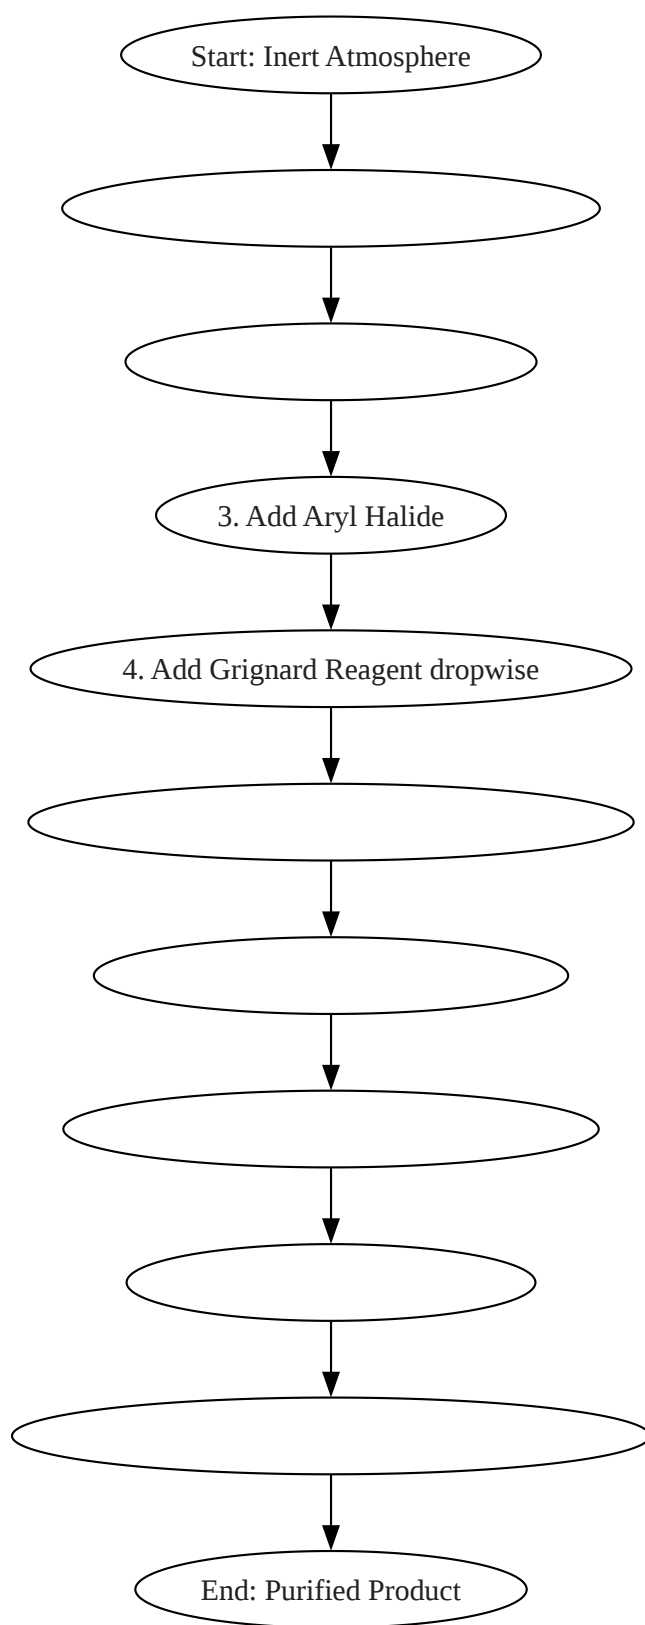 Start: Inert Atmosphere
3. Add Aryl Halide
4. Add Grignard Reagent dropwise
End: Purified Product